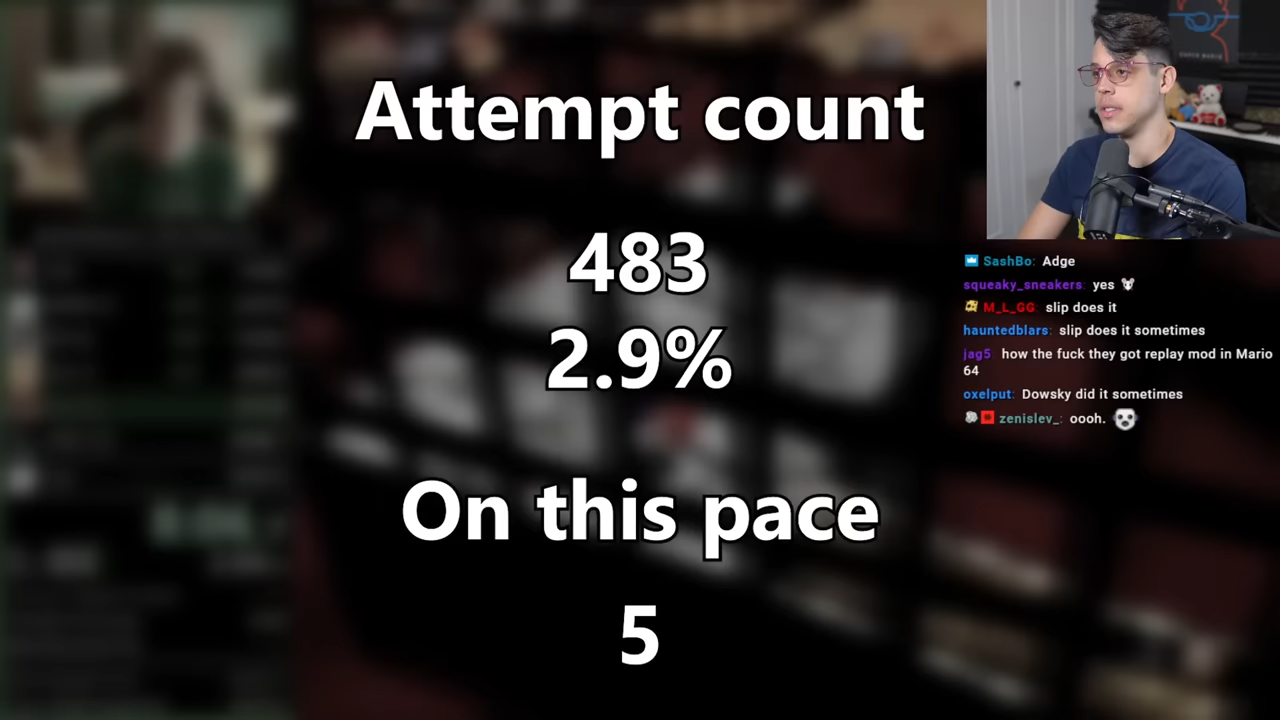 Attempt count
483
2.9%
On this pace
5
SashBo: Adge
squeaky_sneakers: yes
M_L_GG: slip does it
hauntedblars: slip does it sometimes
jag5 how the fuck they got replay mod in Mario
64
oxelput: Dowsky did it sometimes
zenislev_: oooh.